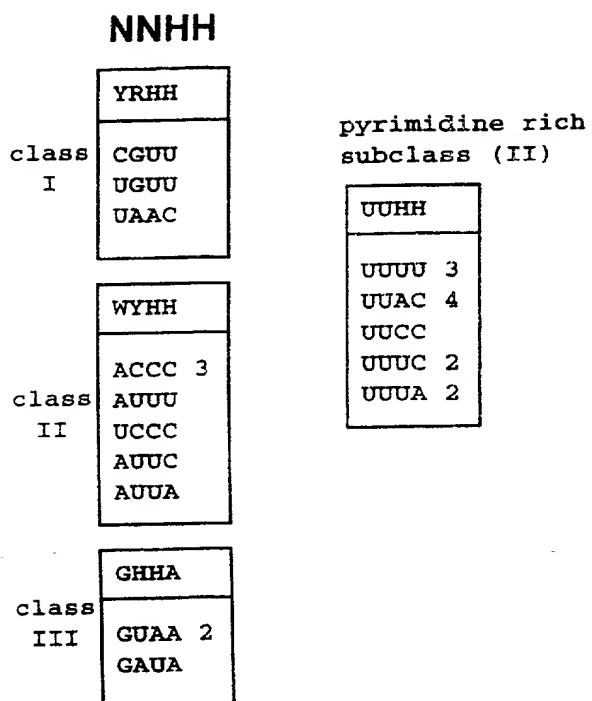 NNHH
YRHH
class I
CGUU
UGUU
UAAC
WYHH
class II
ACCC 3
AUUU
UCCC
AUUC
AUUA
GHHA
class III
GUAA 2
GAUA
pyrimidine rich
subclass (II)
UUHH
UUUU 3
UUAC 4
UUCC
UUUC 2
UUUA 2